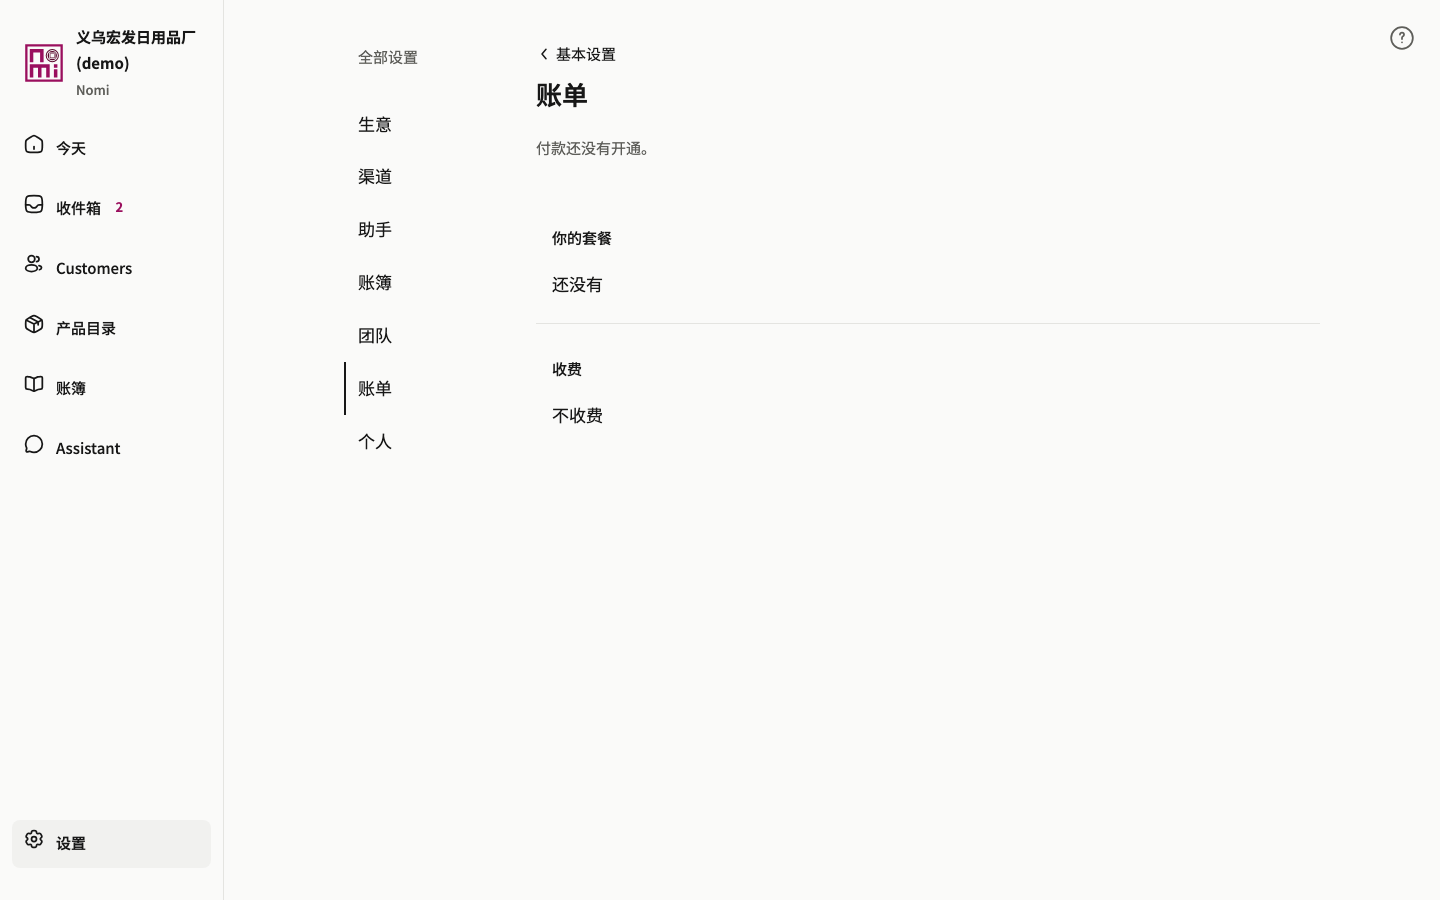 义乌宏发日用品厂
(demo)
Nomi
今天
收件箱 2
Customers
产品目录
账簿
Assistant
设置
全部设置
生意
渠道
助手
账簿
团队
账单
个人
基本设置
账单
付款还没有开通。
你的套餐
还没有
收费
不收费